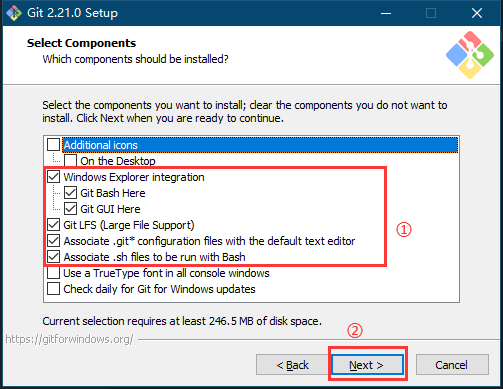 Git 2.21.0 Setup
Select Components
Which components should be installed?
Select the components you want to install; clear the components you do not want to
install. Click Next when you are ready to continue.
Additional icons
On the Desktop
Windows Explorer integration
Git Bash Here
Git GUI Here
Git LFS (Large File Support)
①
Associate .git* configuration files with the default text editor
Associate .sh files to be run with Bash
Use a TrueType font in all console windows
Check daily for Git for Windows updates
Current selection requires at least 246.5 MB of disk space.
②
https://gitforwindows.org/
< Back
Next >
Cancel